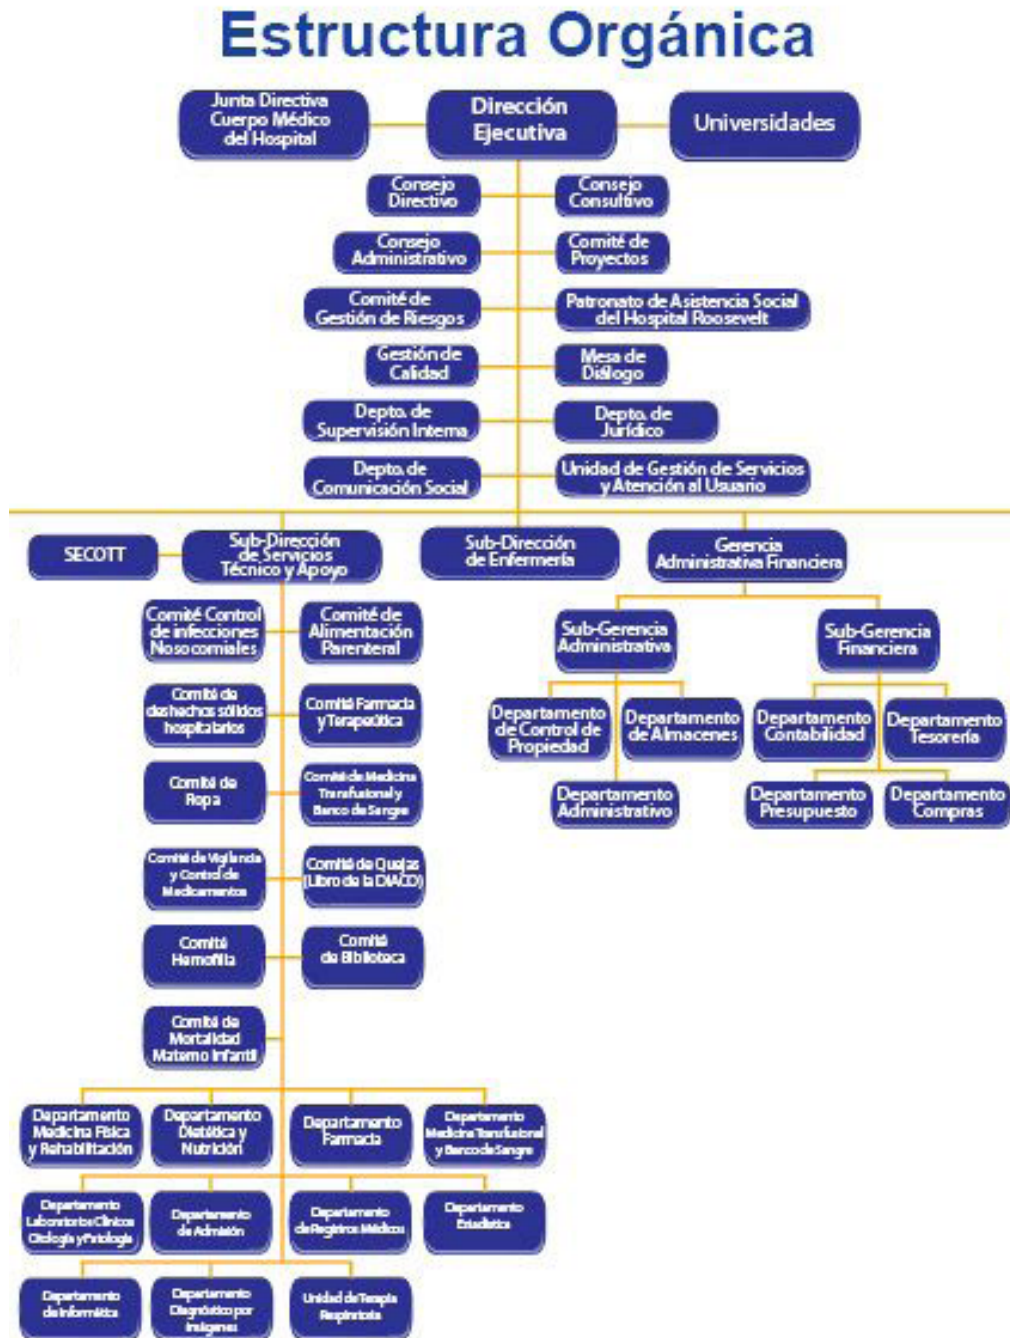 Estructura Orgánica
Junta Directiva
Cuerpo Médico
del Hospital
Dirección
Ejecutiva
Universidades
Consejo
Directivo
Consejo
Consultivo
Consejo
Administrativo
Comité de
Proyectos
Comité de
Gestión de Riesgos
Patronato de Asistencia Social
del Hospital Roosevelt
Gestión de
Calidad
Mesa de
Diálogo
Depto. de
Supervisión Interna
Depto. de
Jurídico
Depto. de
Comunicación Social
Unidad de Gestión de Servicios
y Atención al Usuario
SECOTT
Sub-Dirección
de Servicios
Técnico y Apoyo
Sub-Dirección
de Enfermería
Gerencia
Administrativa Financiera
Comité Control
de infecciones
Nosocomiales
Comité de
Alimentación
Parenteral
Sub-Gerencia
Administrativa
Sub-Gerencia
Financiera
Comité de
deshechos sólidos
hospitalarios
Comité Farmacia
y Terapeútica
Departamento
de Control de
Propiedad
Departamento
de Almacenes
Departamento
Contabilidad
Departamento
Tesorería
Comité de
Ropa
Comité de Medicina
Transfusional y
Banco de Sangre
Departamento
Administrativo
Departamento
Presupuesto
Departamento
Compras
Comité de Vigilancia
y Control de
Medicamentos
Comité de Quejas
(Libro de la DIACO)
Comité
Hemofilia
Comité
de Biblioteca
Comité de
Mortalidad
Materno Infantil
Departamento
Medicina Física
y Rehabilitación
Departamento
Dietética y
Nutrición
Departamento
Farmacia
Departamento
Medicina Transfusional
y Banco de Sangre
Departamento
Laboratorios Clínicos
Citología y Patología
Departamento
de Admisión
Departamento
de Registros Médicos
Departamento
Estadística
Departamento
de Informática
Departamento
Diagnóstico por
Imágenes
Unidad de Terapia
Respiratoria